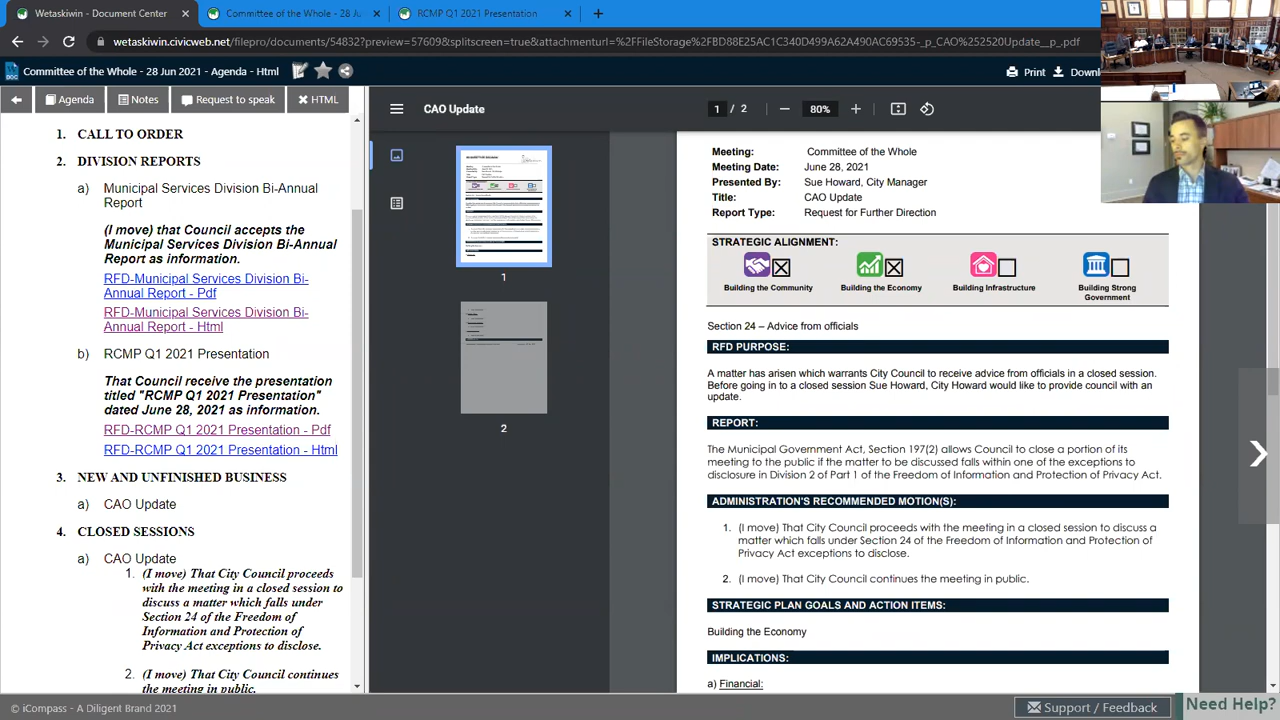 Wetaskiwin - Document Center
Committee of the Whole - 28 Ju
RCMP Q1 2021 Presentation
Committee of the Whole - 28 Jun 2021 - Agenda - Html
Print
Agenda
Notes
Request to speak
HTML
1. CALL TO ORDER
2. DIVISION REPORTS
a) Municipal Services Division Bi-Annual
Report
(I move) that Council accepts the
Municipal Services Division Bi-Annual
Report as information.
RFD-Municipal Services Division Bi-
Annual Report - Pdf
RFD-Municipal Services Division Bi-
Annual Report - Html
b) RCMP Q1 2021 Presentation
That Council receive the presentation
titled "RCMP Q1 2021 Presentation"
dated June 28, 2021 as information.
RFD-RCMP Q1 2021 Presentation - Pdf
RFD-RCMP Q1 2021 Presentation - Html
3. NEW AND UNFINISHED BUSINESS
a) CAO Update
4. CLOSED SESSIONS
a) CAO Update
1. (I move) That City Council proceeds
with the meeting in a closed session to
discuss a matter which falls under
Section 24 of the Freedom of
Information and Protection of
Privacy Act exceptions to disclose.
2. (I move) That City Council continues
the meeting in public.
CAO Update
1 / 2
80%
1
2
Meeting: Committee of the Whole
Meeting Date: June 28, 2021
Presented By: Sue Howard, City Manager
Title: CAO Update
Report Type: Request for Further Direction
STRATEGIC ALIGNMENT:
Building the Community
Building the Economy
Building Infrastructure
Building Strong
Government
Section 24 – Advice from officials
RFD PURPOSE:
A matter has arisen which warrants City Council to receive advice from officials in a closed session.
Before going in to a closed session Sue Howard, City Howard would like to provide council with an
update.
REPORT:
The Municipal Government Act, Section 197(2) allows Council to close a portion of its
meeting to the public if the matter to be discussed falls within one of the exceptions to
disclosure in Division 2 of Part 1 of the Freedom of Information and Protection of Privacy Act.
ADMINISTRATION'S RECOMMENDED MOTION(S):
1. (I move) That City Council proceeds with the meeting in a closed session to discuss a
matter which falls under Section 24 of the Freedom of Information and Protection of
Privacy Act exceptions to disclose.
2. (I move) That City Council continues the meeting in public.
STRATEGIC PLAN GOALS AND ACTION ITEMS:
Building the Economy
IMPLICATIONS:
a) Financial:
© iCompass - A Diligent Brand 2021
Support / Feedback
Need Help?